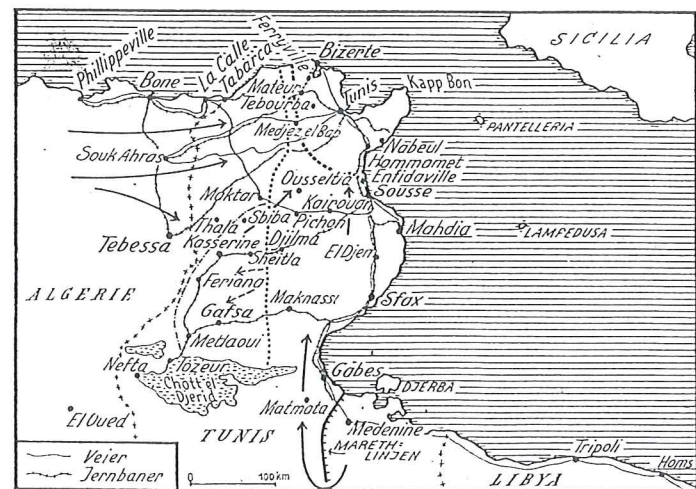 SICILIA
Phillippeville
Bone
La Calle
Tabarca
Ferryville
Bizerte
Mateur
Tebourba
Tunis
Kapp Bon
Medjez el Bab
PANTELLERIA
Souk Ahras
Nabeul
Hammamet
Enfidaville
Sousse
Ousseltia
Moktar
Kairouan
Pichon
Sbiba
Thala
Mahdia
LAMPEDUSA
Tebessa
Kasserine
Djilma
Sbeitla
El Djem
Feriana
ALGERIE
Gafsa
Maknassi
Sfax
Metlaoui
Nefta
Tozeur
Chott el
Djerid
Gabes
DJERBA
El Oued
Matmata
TUNIS
Medenine
MARETH-
LINJEN
Tripoli
Homs
LIBYA
Veier
Jernbaner
0 100 km